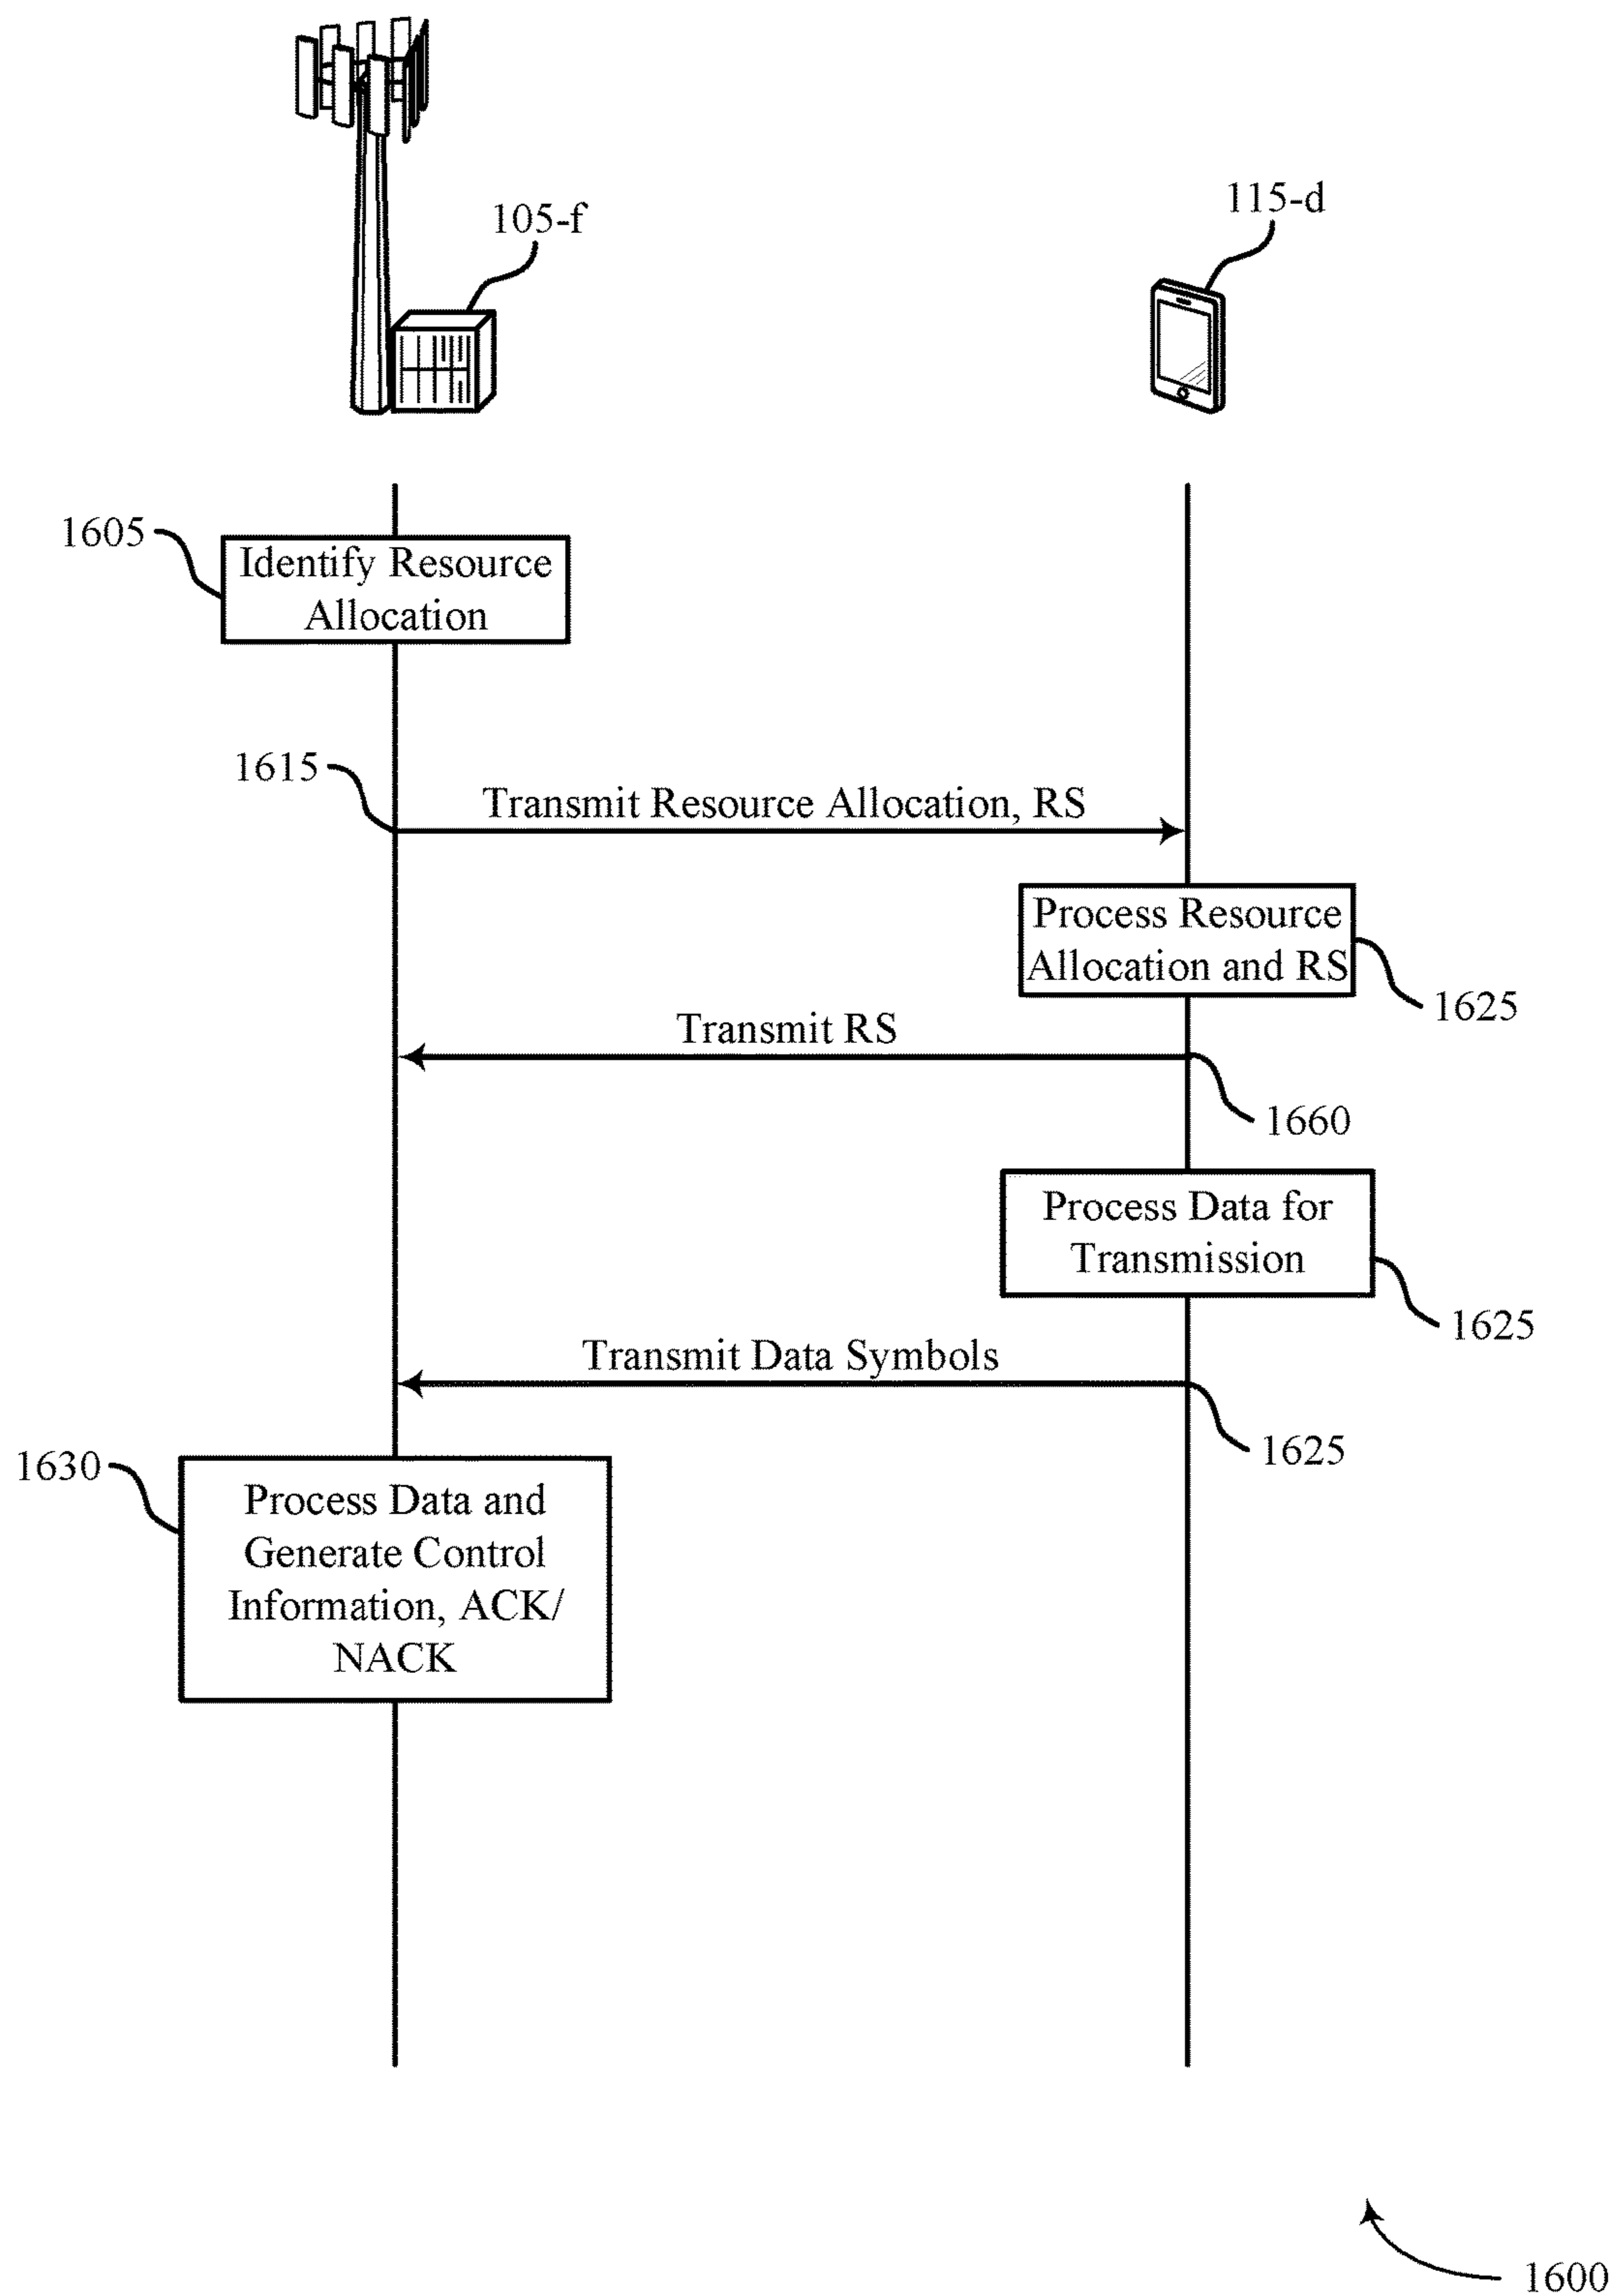 105-f
115-d
1605
Identify Resource
Allocation
1615
Transmit Resource Allocation, RS
Process Resource
Allocation and RS
1625
Transmit RS
1660
Process Data for
Transmission
1625
Transmit Data Symbols
1625
1630
Process Data and
Generate Control
Information, ACK/
NACK
1600